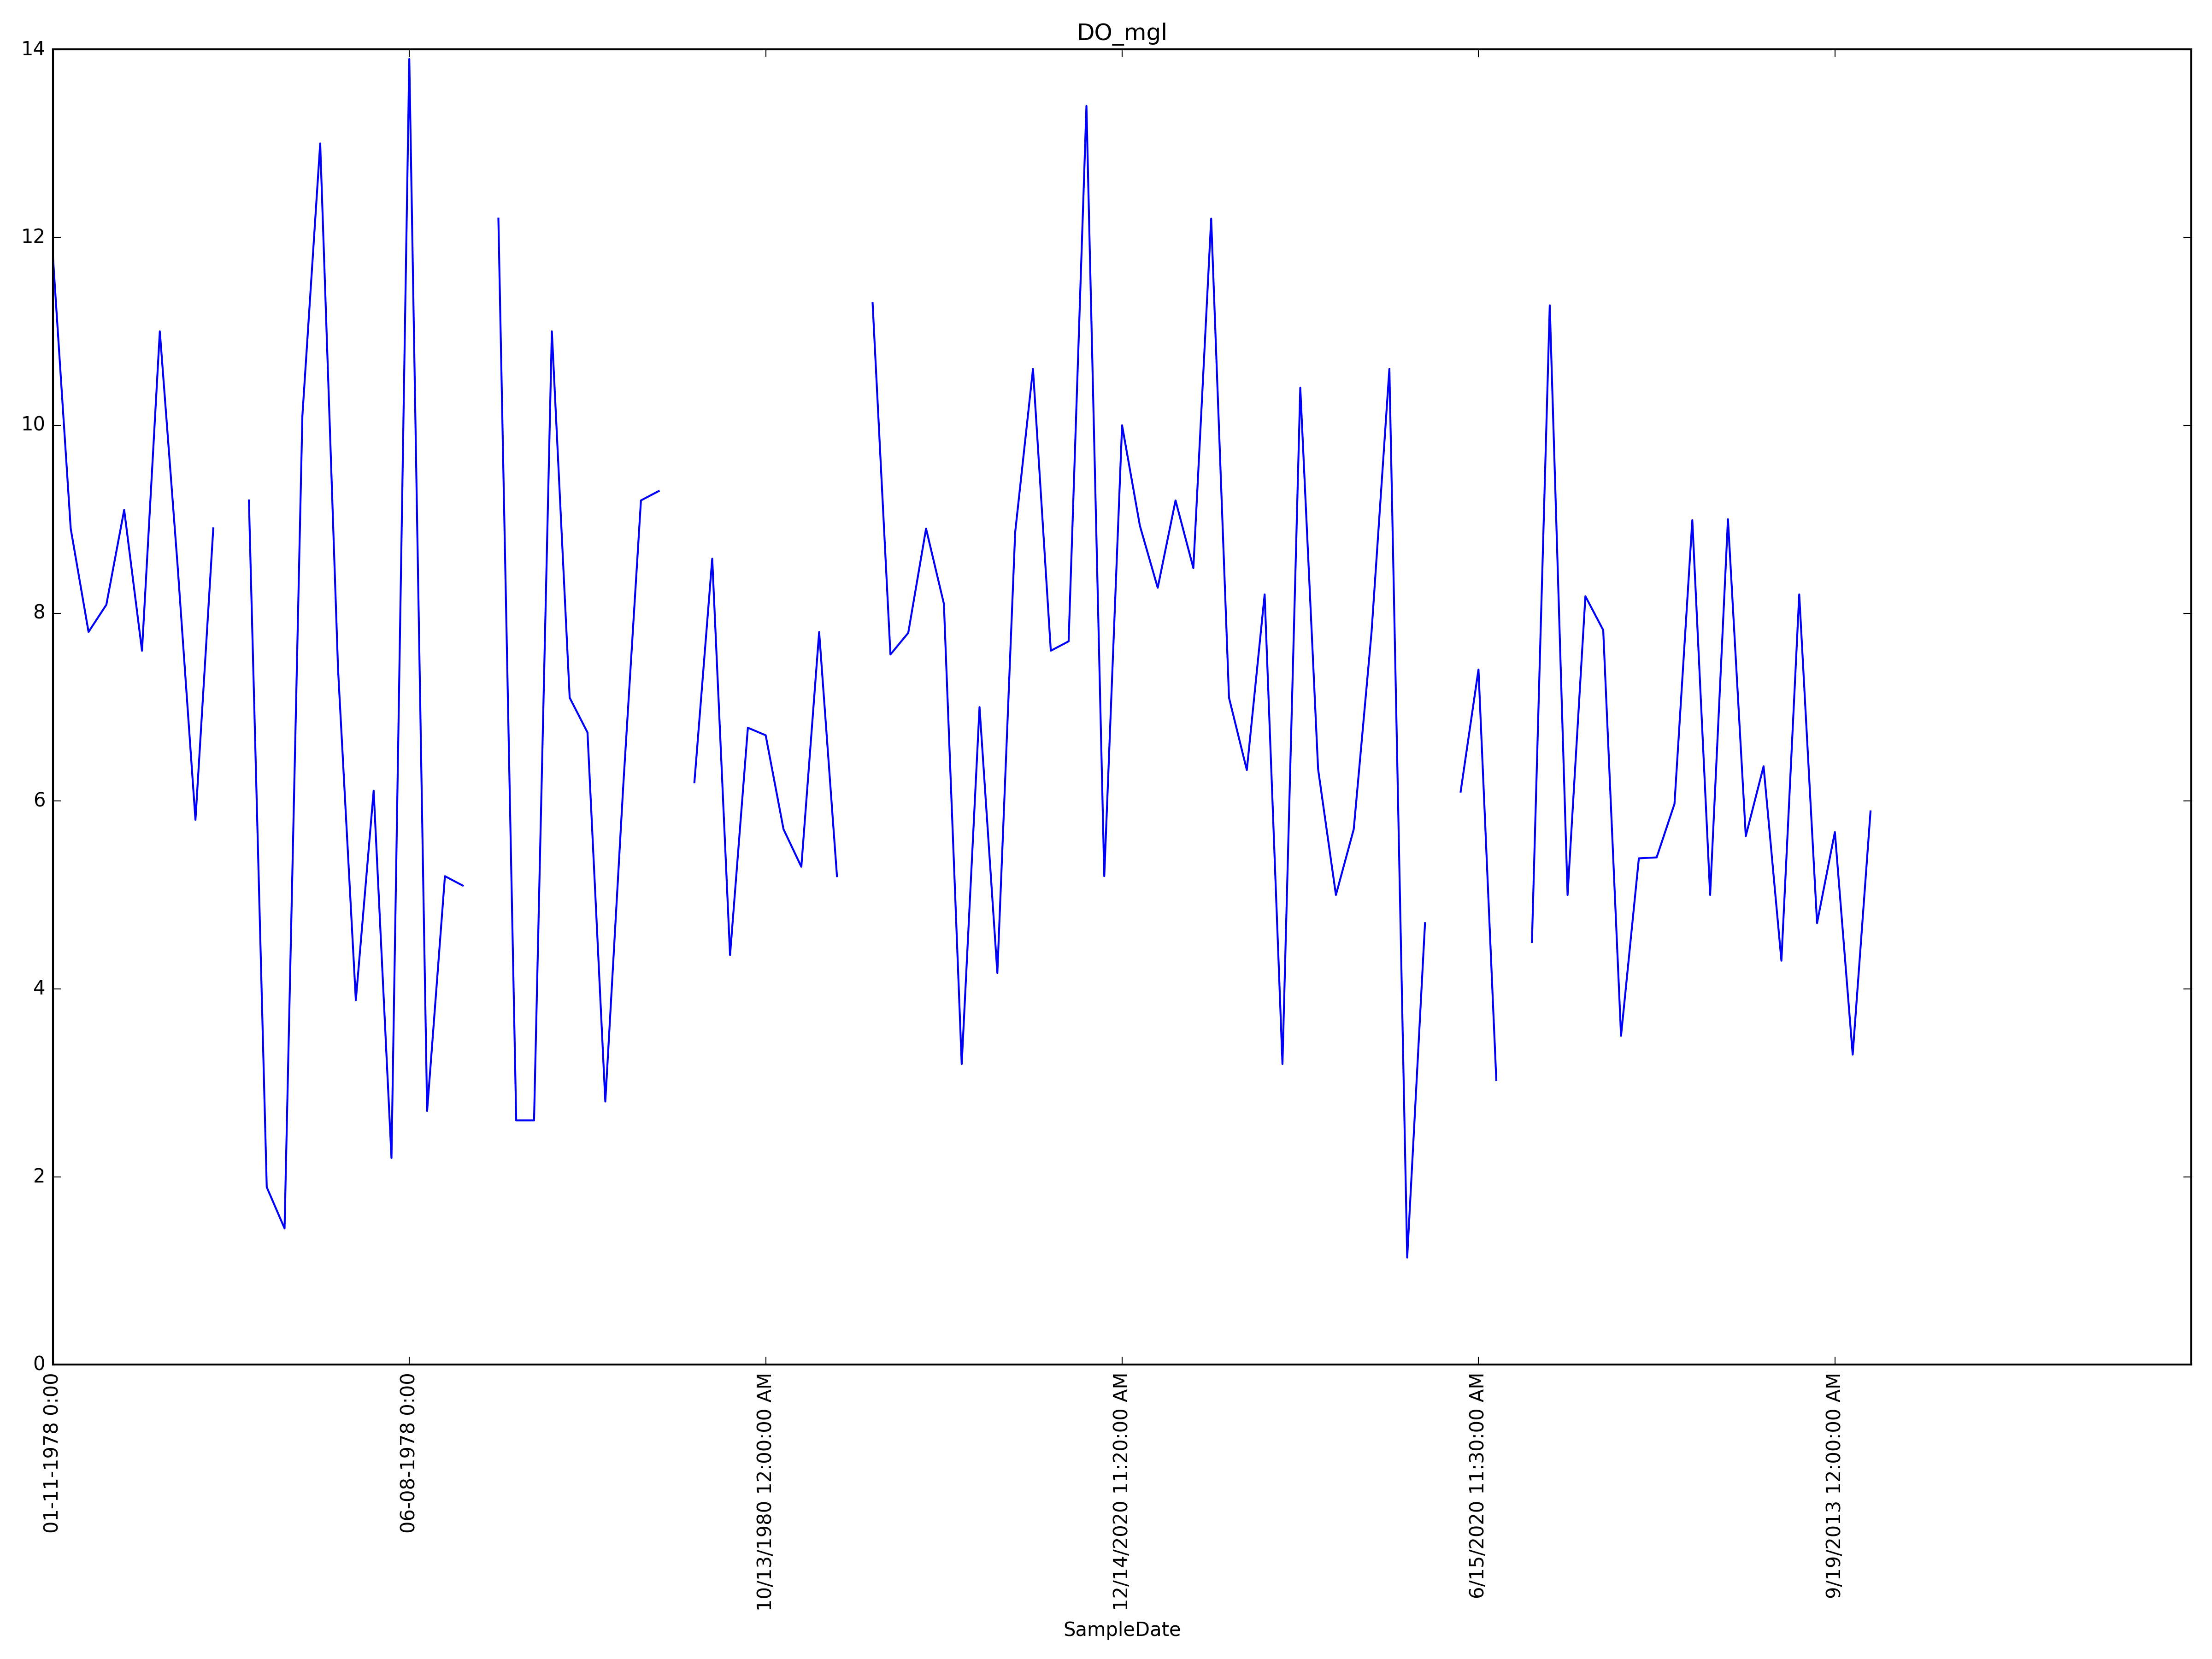 DO_mgl
14
12
10
8
6
4
2
0
01-11-1978 0:00
06-08-1978 0:00
10/13/1980 12:00:00 AM
12/14/2020 11:20:00 AM
6/15/2020 11:30:00 AM
9/19/2013 12:00:00 AM
SampleDate